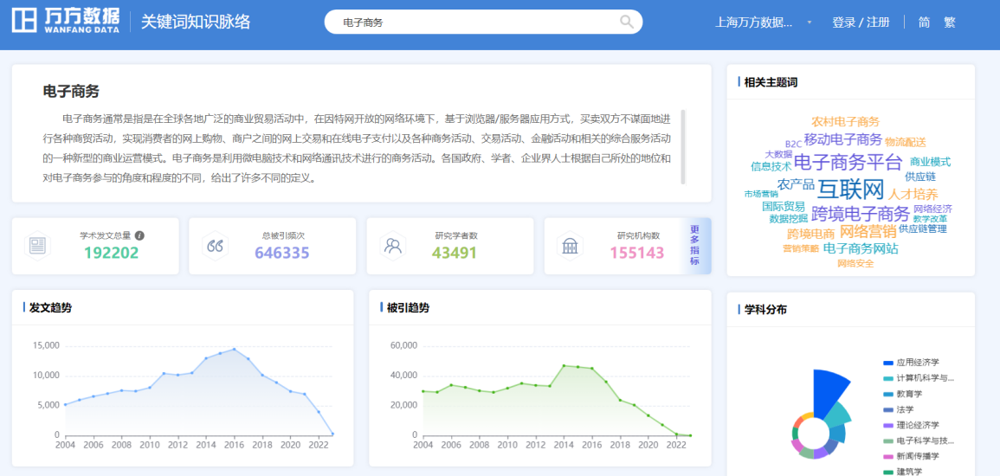 万方数据
WANFANG DATA
关键词知识脉络
电子商务
上海万方数据...
登录 / 注册
简 繁
电子商务
电子商务通常是指是在全球各地广泛的商业贸易活动中，在因特网开放的网络环境下，基于浏览器/服务器应用方式，买卖双方不谋面地进
行各种商贸活动，实现消费者的网上购物、商户之间的网上交易和在线电子支付以及各种商务活动、交易活动、金融活动和相关的综合服务活动
的一种新型的商业运营模式。电子商务是利用微电脑技术和网络通讯技术进行的商务活动。各国政府、学者、企业界人士根据自己所处的地位和
对电子商务参与的角度和程度的不同，给出了许多不同的定义。
学术发文总量
192202
总被引频次
646335
研究学者数
43491
研究机构数
155143
更多指标
发文趋势
15,000
10,000
5,000
0
2004 2006 2008 2010 2012 2014 2016 2018 2020 2022
被引趋势
60,000
40,000
20,000
0
2004 2006 2008 2010 2012 2014 2016 2018 2020 2022
相关主题词
农村电子商务
B2C 移动电子商务 物流配送
大数据
信息技术 电子商务平台 商业模式
供应链
农产品 互联网 人才培养
市场营销
国际贸易 跨境电子商务 网络经济
数据挖掘 教学改革
跨境电商 网络营销 供应链管理
营销策略 电子商务网站
网络安全
学科分布
应用经济学
计算机科学与...
教育学
法学
理论经济学
电子科学与技...
新闻传播学
建筑学